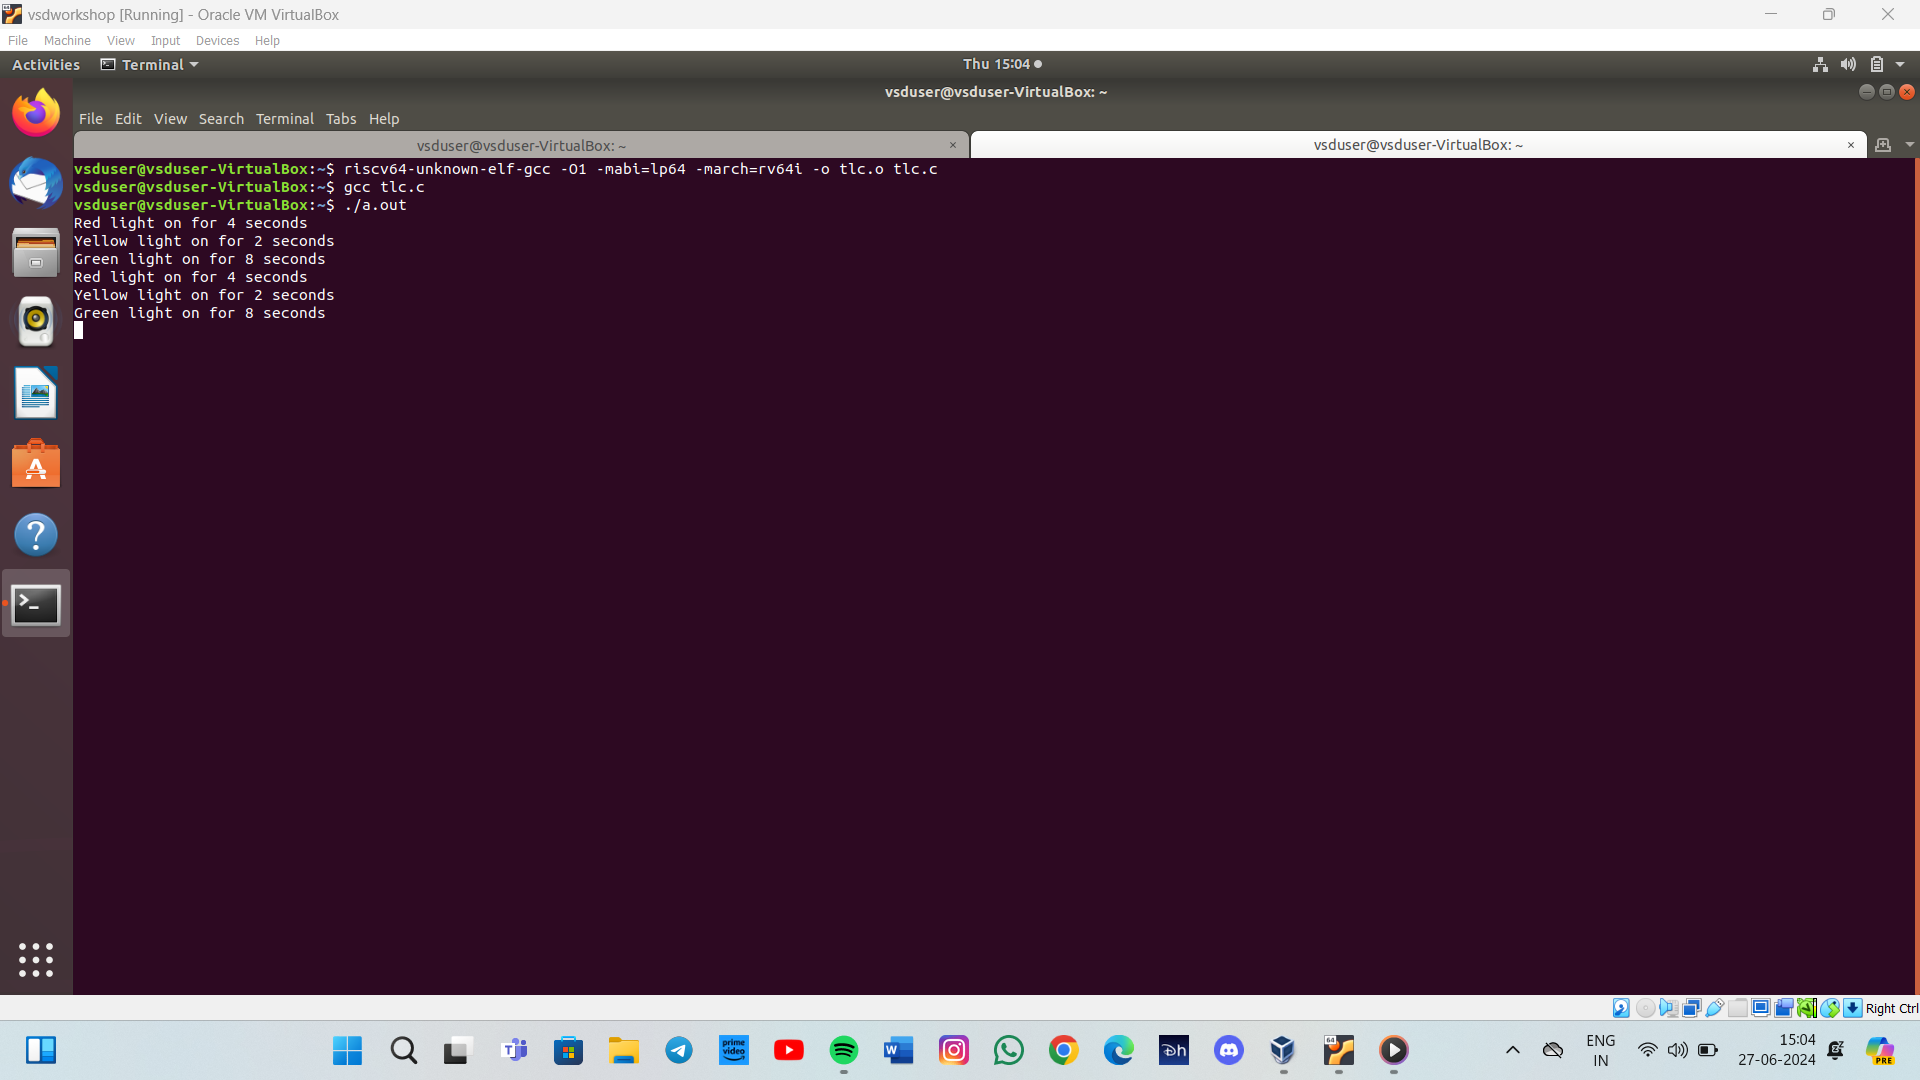 vsdworkshop [Running] - Oracle VM VirtualBox
File Machine View Input Devices Help
Activities Terminal Thu 15:04
vsduser@vsduser-VirtualBox: ~
File Edit View Search Terminal Tabs Help
vsduser@vsduser-VirtualBox: ~ × vsduser@vsduser-VirtualBox: ~ ×
vsduser@vsduser-VirtualBox:~$ riscv64-unknown-elf-gcc -O1 -mabi=lp64 -march=rv64i -o tlc.o tlc.c
vsduser@vsduser-VirtualBox:~$ gcc tlc.c
vsduser@vsduser-VirtualBox:~$ ./a.out
Red light on for 4 seconds
Yellow light on for 2 seconds
Green light on for 8 seconds
Red light on for 4 seconds
Yellow light on for 2 seconds
Green light on for 8 seconds
Right Ctrl
prime video
ENG
IN
15:04
27-06-2024
PRE